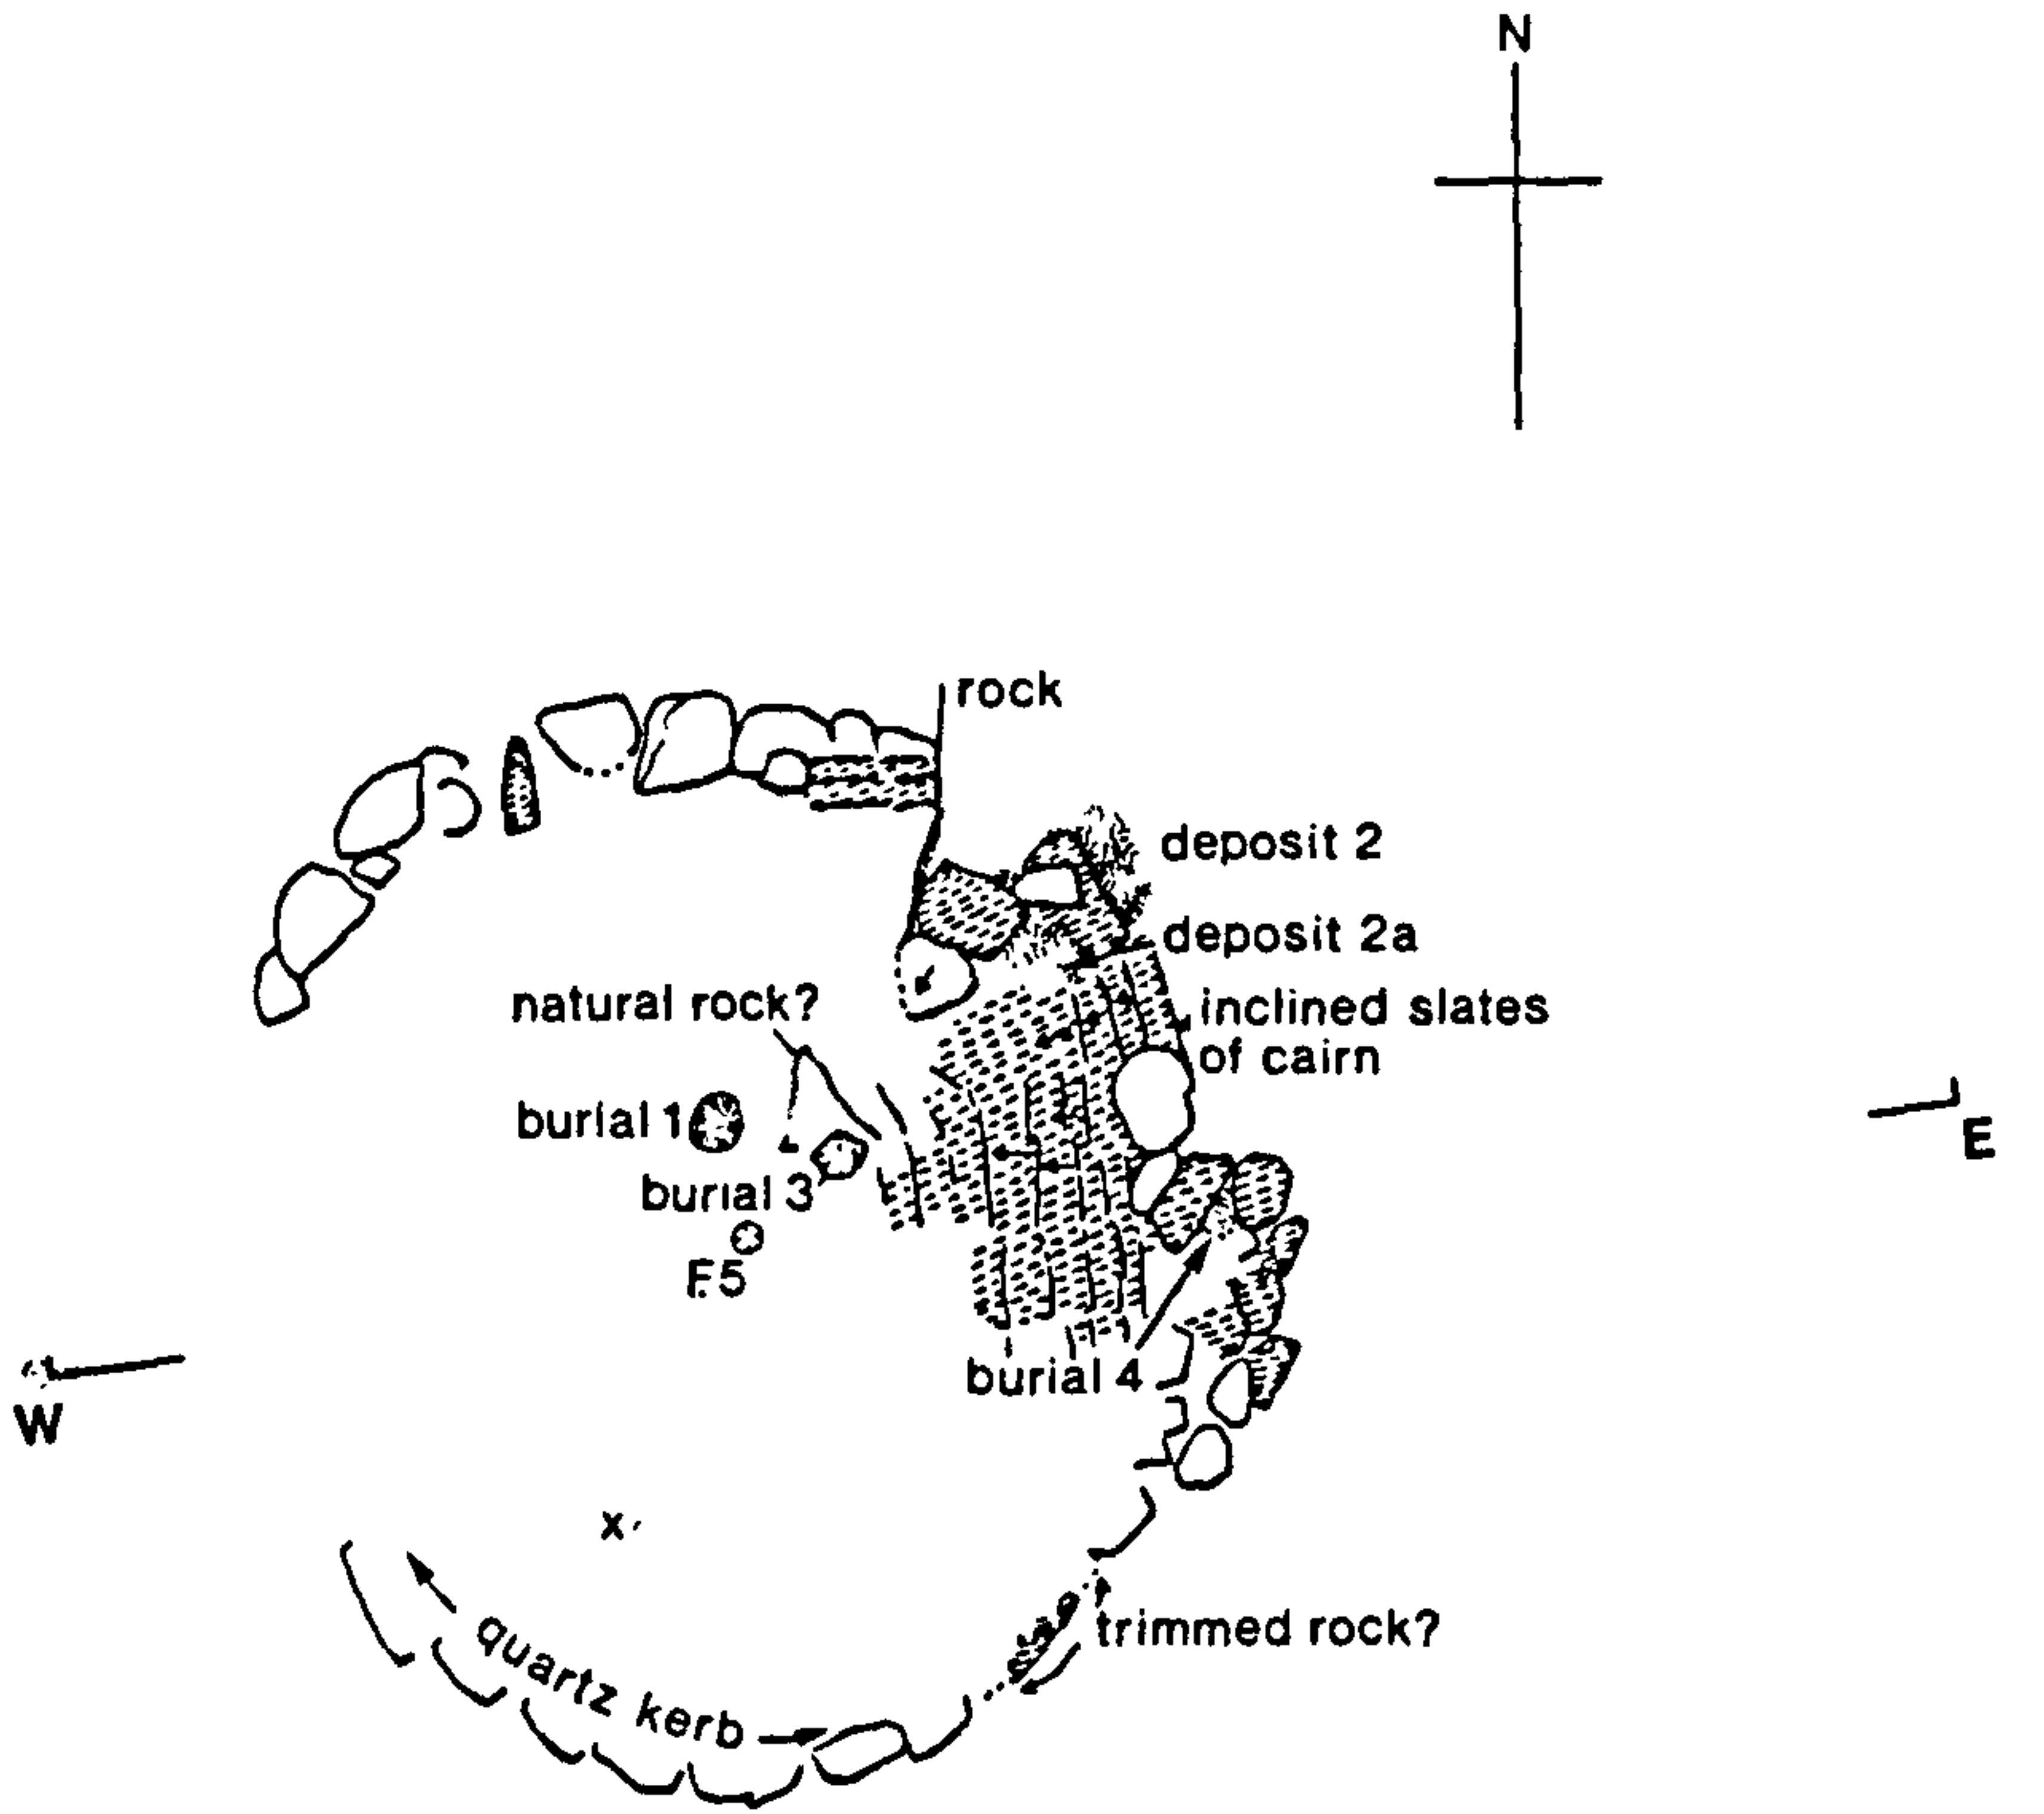 N
rock
deposit 2
deposit 2a
natural rock?
inclined slates
of cairn
burial 1
E
burial 3
F.5
burial 4
W
x
trimmed rock?
quartz kerb